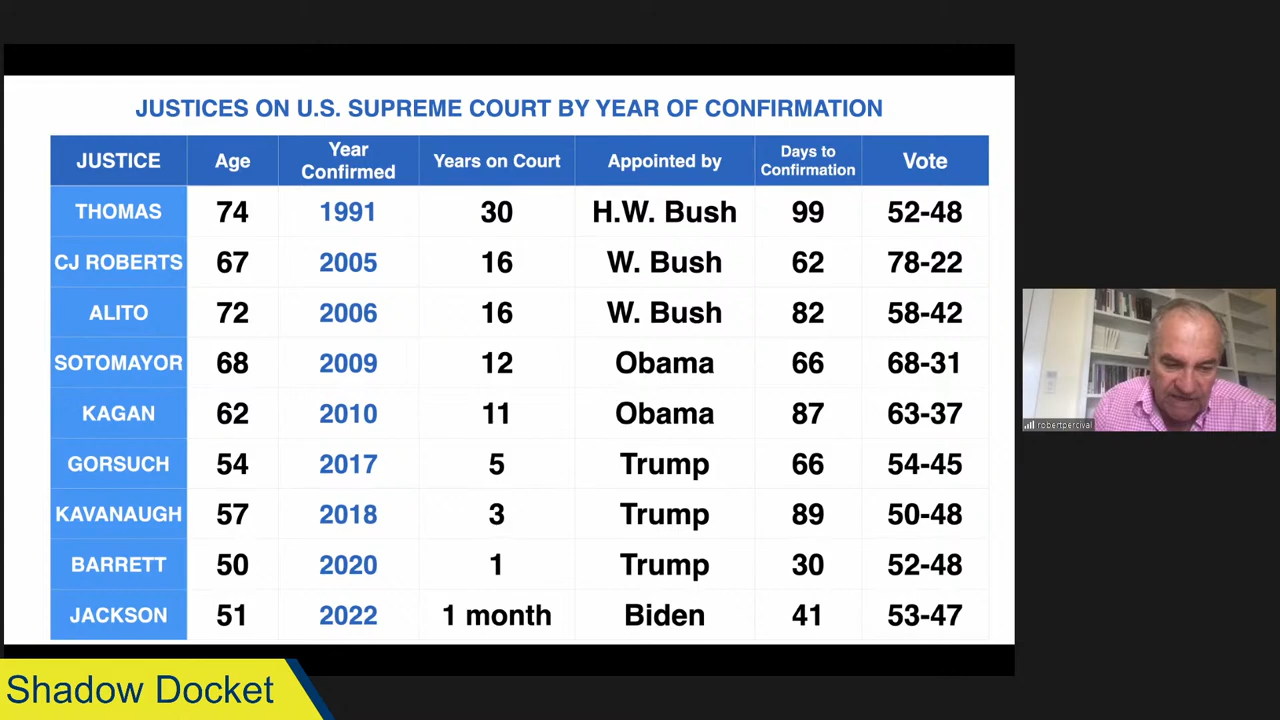 JUSTICES ON U.S. SUPREME COURT BY YEAR OF CONFIRMATION
JUSTICE Age Year Confirmed Years on Court Appointed by Days to Confirmation Vote
THOMAS 74 1991 30 H.W. Bush 99 52-48
CJ ROBERTS 67 2005 16 W. Bush 62 78-22
ALITO 72 2006 16 W. Bush 82 58-42
SOTOMAYOR 68 2009 12 Obama 66 68-31
KAGAN 62 2010 11 Obama 87 63-37
GORSUCH 54 2017 5 Trump 66 54-45
KAVANAUGH 57 2018 3 Trump 89 50-48
BARRETT 50 2020 1 Trump 30 52-48
JACKSON 51 2022 1 month Biden 41 53-47
robertpercival
Shadow Docket